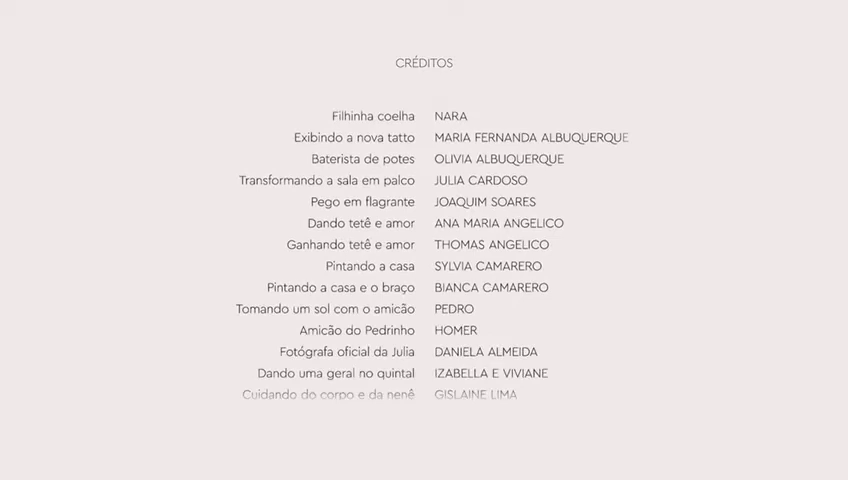 CRÉDITOS
Filhinha coelha NARA
Exibindo a nova tatto MARIA FERNANDA ALBUQUERQUE
Baterista de potes OLIVIA ALBUQUERQUE
Transformando a sala em palco JULIA CARDOSO
Pego em flagrante JOAQUIM SOARES
Dando tetê e amor ANA MARIA ANGELICO
Ganhando tetê e amor THOMAS ANGELICO
Pintando a casa SYLVIA CAMARERO
Pintando a casa e o braço BIANCA CAMARERO
Tomando um sol com o amicão PEDRO
Amicão do Pedrinho HOMER
Fotógrafa oficial da Julia DANIELA ALMEIDA
Dando uma geral no quintal IZABELLA E VIVIANE
Cuidando do corpo e da nenê GISLAINE LIMA